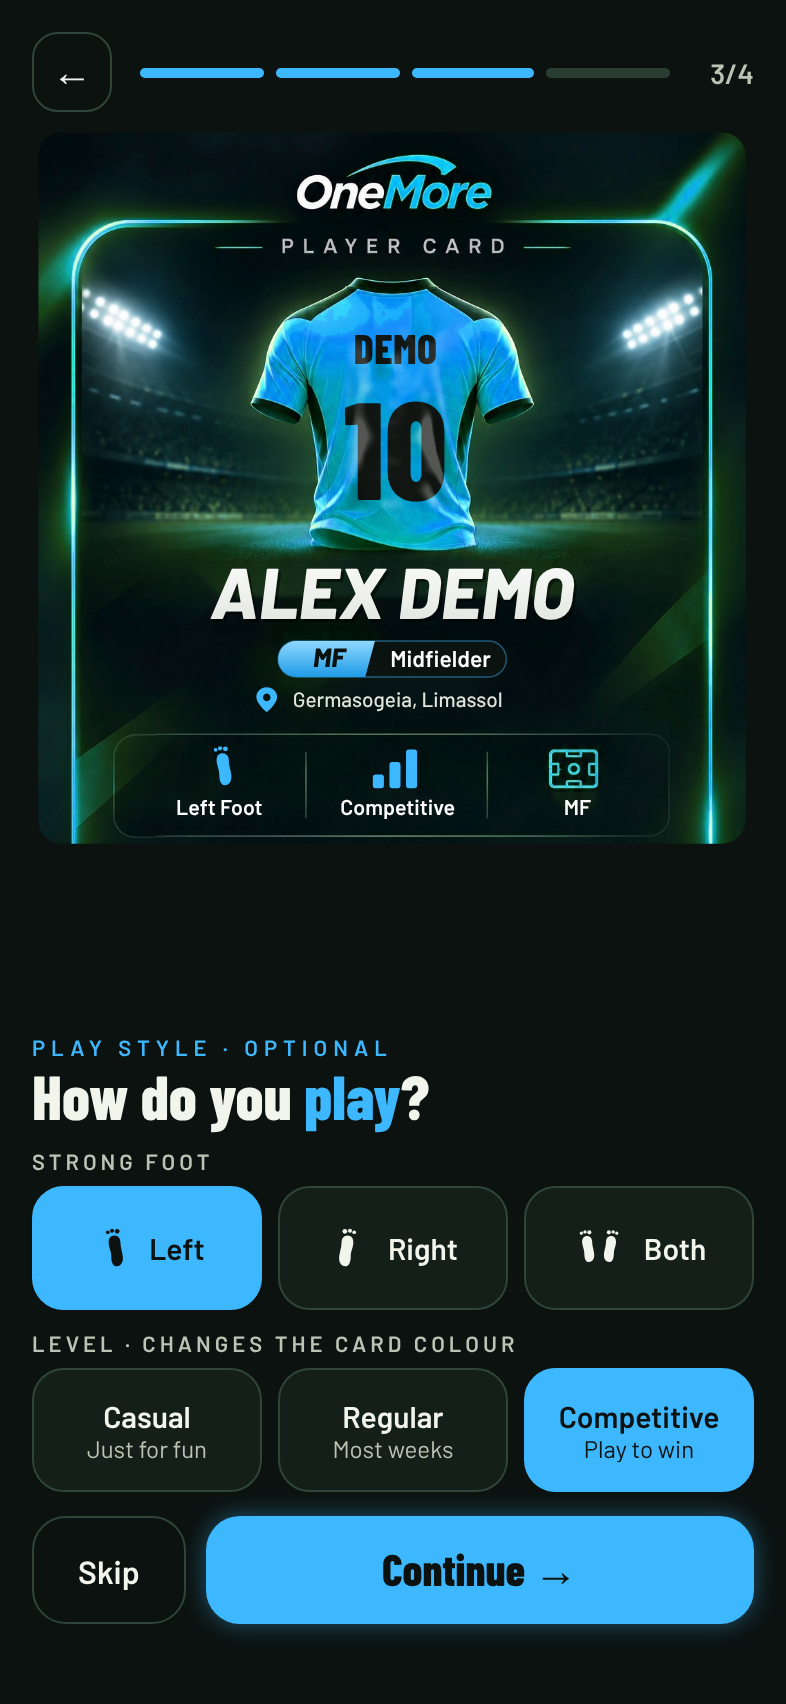 ←
3/4
OneMore
PLAYER CARD
DEMO
10
ALEX DEMO
MF Midfielder
Germasogeia, Limassol
Left Foot Competitive MF
PLAY STYLE · OPTIONAL
How do you play?
STRONG FOOT
Left Right Both
LEVEL · CHANGES THE CARD COLOUR
Casual Regular Competitive
Just for fun Most weeks Play to win
Skip Continue →